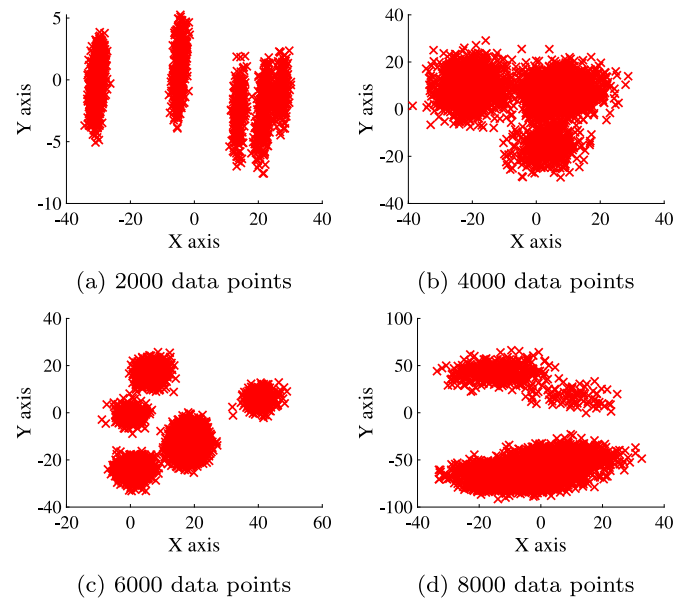 5
0
-5
-10
-40 -20 0 20 40
Y axis
X axis
(a) 2000 data points
40
20
0
-20
-40
-40 -20 0 20 40
Y axis
X axis
(b) 4000 data points
40
20
0
-20
-40
-20 0 20 40 60
Y axis
X axis
(c) 6000 data points
100
50
0
-50
-100
-40 -20 0 20 40
Y axis
X axis
(d) 8000 data points